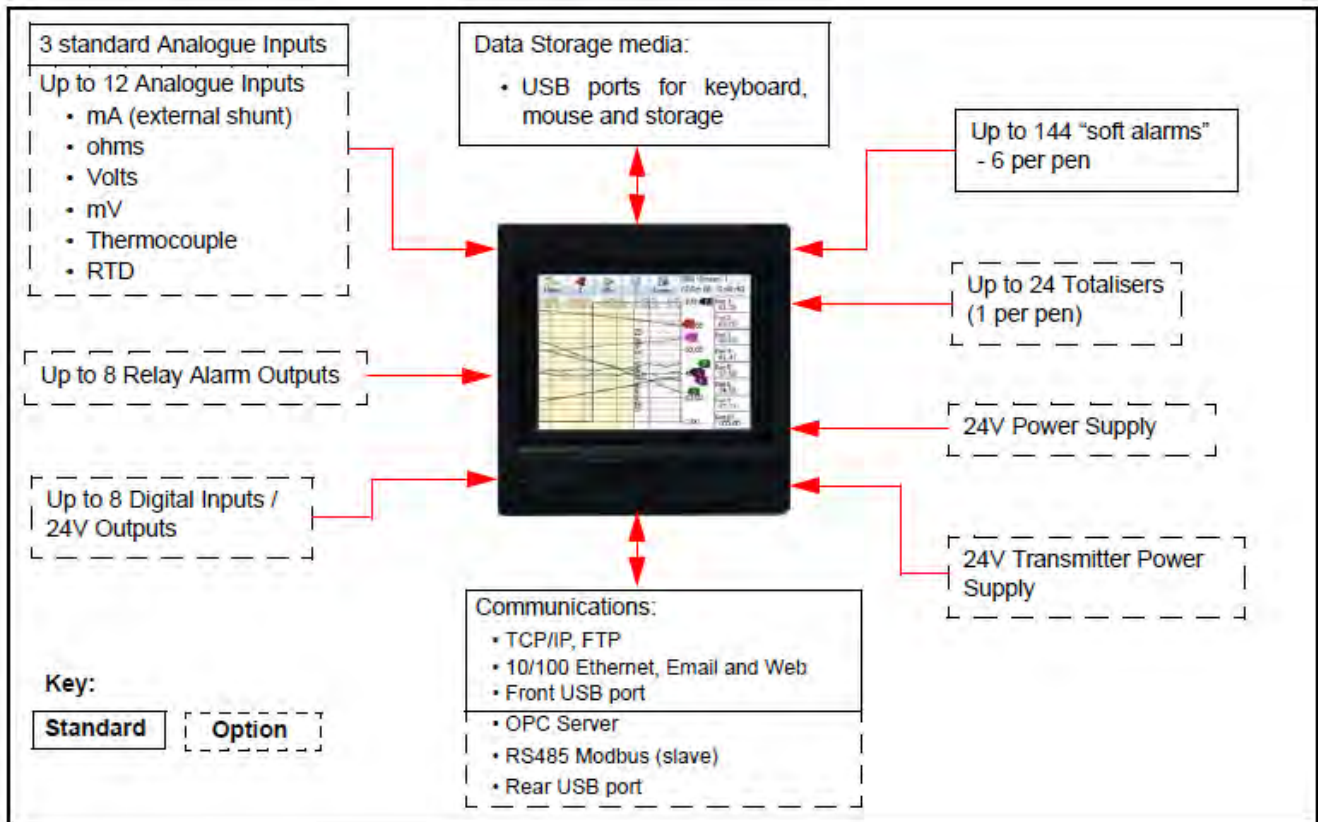 3 standard Analogue Inputs
Up to 12 Analogue Inputs
• mA (external shunt)
• ohms
• Volts
• mV
• Thermocouple
• RTD
Data Storage media:
• USB ports for keyboard,
mouse and storage
Up to 144 “soft alarms”
- 6 per pen
Up to 24 Totalisers
(1 per pen)
Up to 8 Relay Alarm Outputs
24V Power Supply
Up to 8 Digital Inputs /
24V Outputs
24V Transmitter Power
Supply
Communications:
• TCP/IP, FTP
• 10/100 Ethernet, Email and Web
• Front USB port
• OPC Server
• RS485 Modbus (slave)
• Rear USB port
Key:
Standard
Option